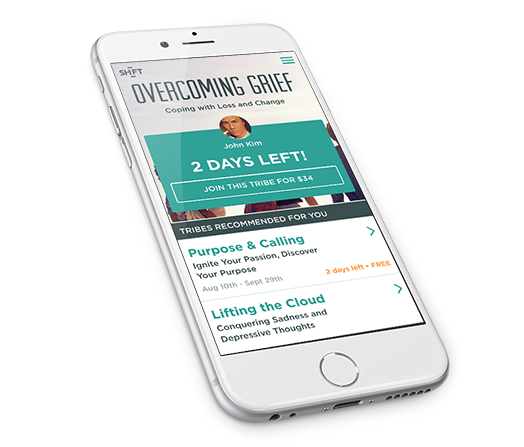 SHIFT
OVERCOMING GRIEF
Coping with Loss and Change
John Kim
2 DAYS LEFT!
JOIN THIS TRIBE FOR $34
TRIBES RECOMMENDED FOR YOU
Purpose & Calling
Ignite Your Passion, Discover
Your Purpose
Aug 10th - Sept 29th
2 days left • FREE
Lifting the Cloud
Conquering Sadness and
Depressive Thoughts